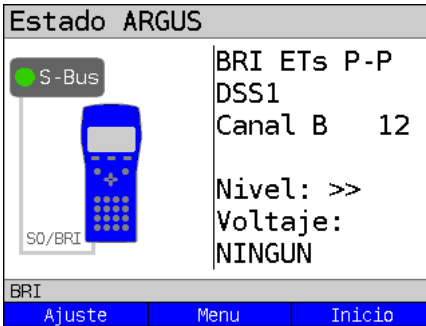 Estado ARGUS
S-Bus
S0/BRI
BRI ETs P-P
DSS1
Canal B 12
Nivel: >>
Voltaje:
NINGUN
BRI
Ajuste Menu Inicio